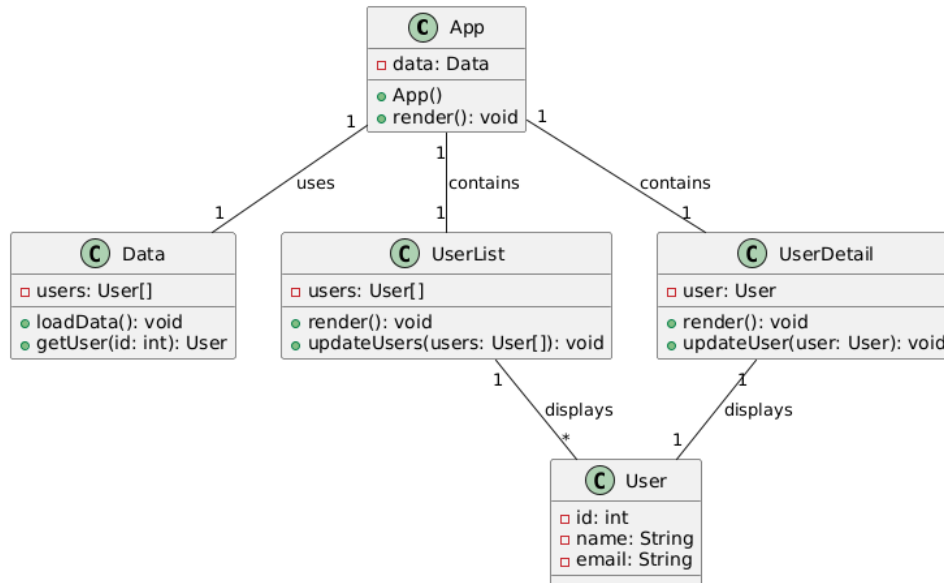 C App
data: Data
App()
render(): void
1
1
1
uses
contains
contains
1
1
1
C Data
users: User[]
loadData(): void
getUser(id: int): User
C UserList
users: User[]
render(): void
updateUsers(users: User[]): void
C UserDetail
user: User
render(): void
updateUser(user: User): void
1
1
displays
displays
*
1
C User
id: int
name: String
email: String